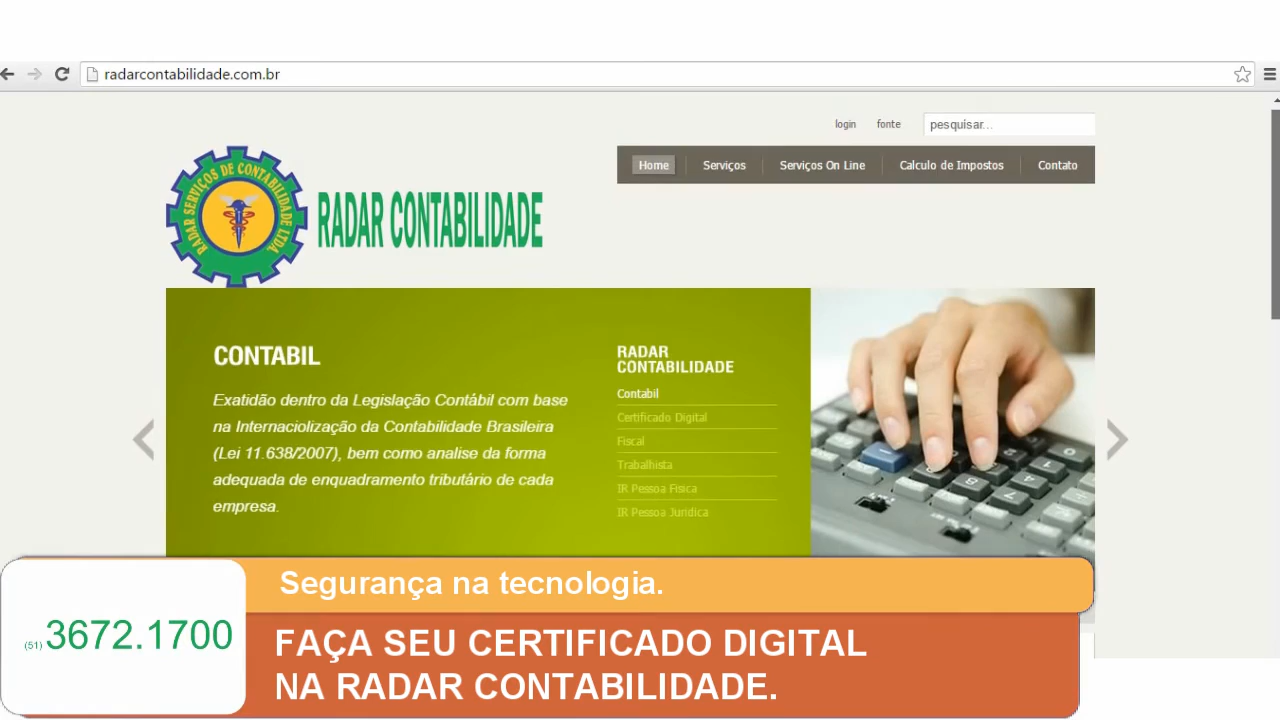 radarcontabilidade.com.br
login fonte pesquisar...
Home Serviços Serviços On Line Calculo de Impostos Contato
RADAR SERVIÇOS DE CONTABILIDADE LTDA.
RADAR CONTABILIDADE
CONTABIL
Exatidão dentro da Legislação Contábil com base
na Internaciolização da Contabilidade Brasileira
(Lei 11.638/2007), bem como analise da forma
adequada de enquadramento tributário de cada
empresa.
RADAR
CONTABILIDADE
Contabil
Certificado Digital
Fiscal
Trabalhista
IR Pessoa Fisica
IR Pessoa Juridica
Segurança na tecnologia.
(51) 3672.1700
FAÇA SEU CERTIFICADO DIGITAL
NA RADAR CONTABILIDADE.